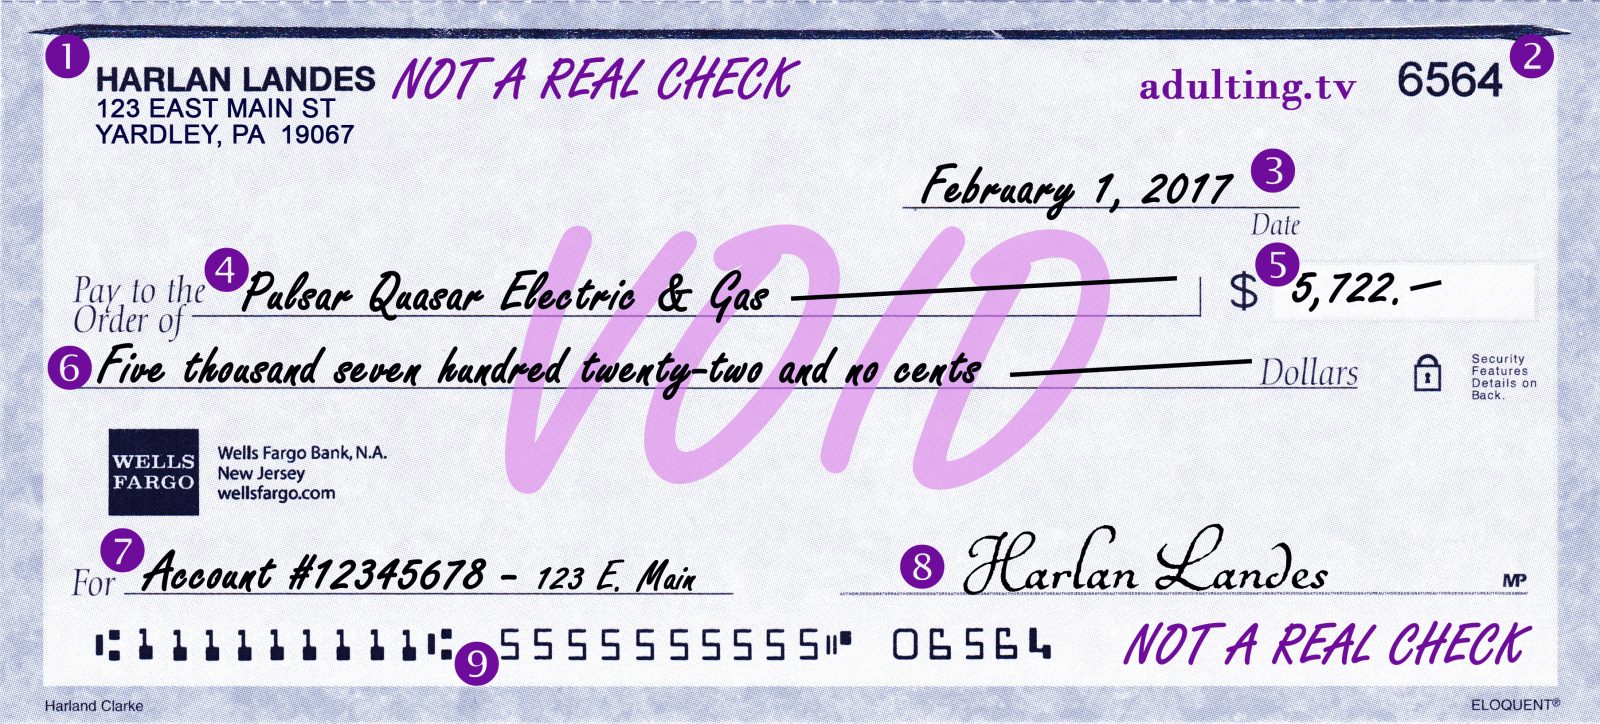 1 2
HARLAN LANDES NOT A REAL CHECK adulting.tv 6564
123 EAST MAIN ST
YARDLEY, PA 19067
February 1, 2017 3
Date
Pay to the Order of 4 Pulsar Quasar Electric & Gas $ 5 5,722.—
6 Five thousand seven hundred twenty-two and no cents Dollars
Security
Features
Details on
Back.
VOID
WELLS
FARGO
Wells Fargo Bank, N.A.
New Jersey
wellsfargo.com
7 For Account #12345678 - 123 E. Main
8 Harlan Landes
MP
⑆111111111⑆ 9 5555555555⑈ 06564
NOT A REAL CHECK
Harland Clarke ELOQUENT®